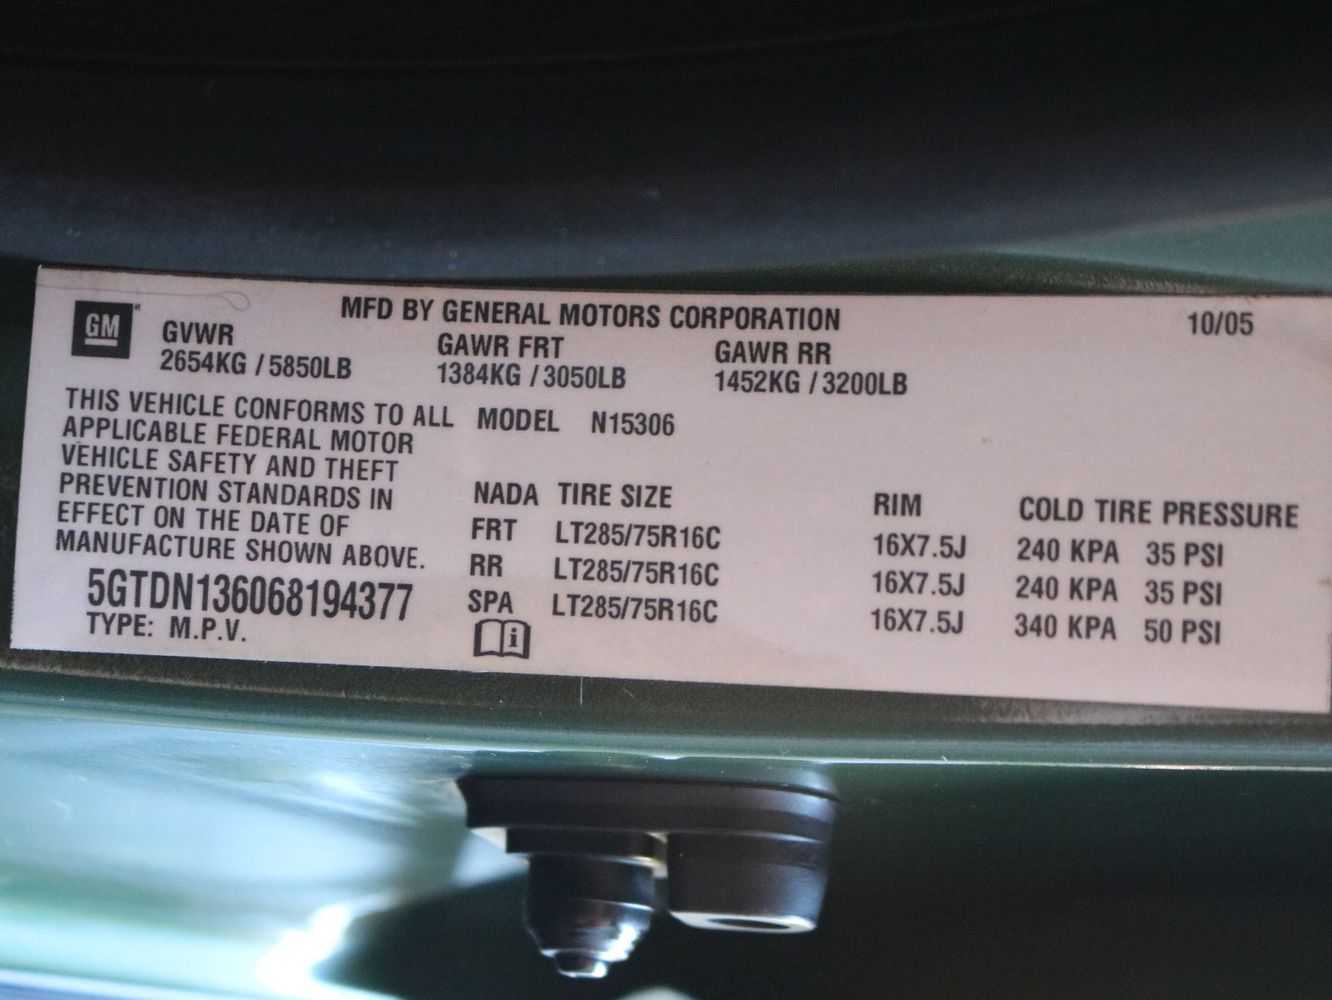 GM
MFD BY GENERAL MOTORS CORPORATION 10/05
GVWR GAWR FRT GAWR RR
2654KG / 5850LB 1384KG / 3050LB 1452KG / 3200LB
THIS VEHICLE CONFORMS TO ALL
APPLICABLE FEDERAL MOTOR
VEHICLE SAFETY AND THEFT
PREVENTION STANDARDS IN
EFFECT ON THE DATE OF
MANUFACTURE SHOWN ABOVE.
5GTDN136068194377
TYPE: M.P.V.
MODEL N15306
NADA TIRE SIZE RIM COLD TIRE PRESSURE
FRT LT285/75R16C 16X7.5J 240 KPA 35 PSI
RR LT285/75R16C 16X7.5J 240 KPA 35 PSI
SPA LT285/75R16C 16X7.5J 340 KPA 50 PSI
i